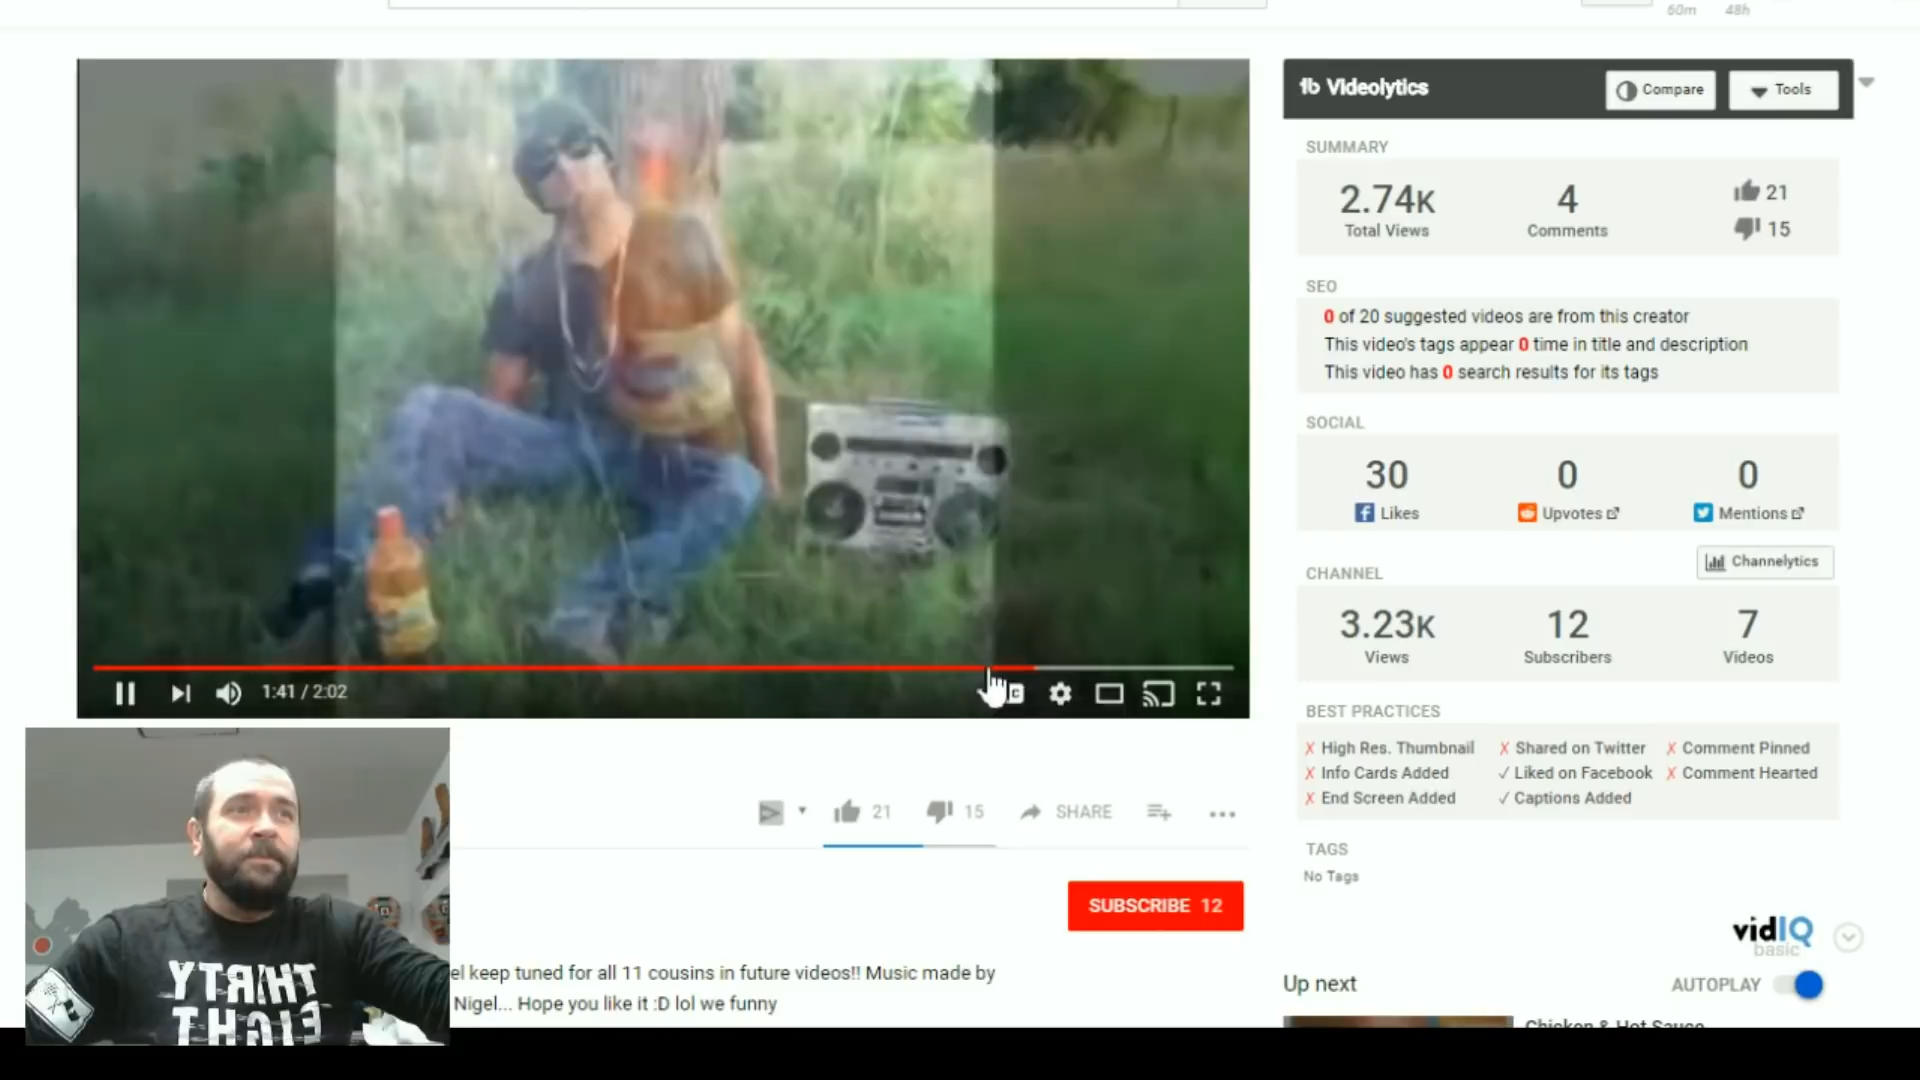 60m 48h
Videolytics
Compare
Tools
SUMMARY
2.74K
Total Views
4
Comments
21
15
SEO
0 of 20 suggested videos are from this creator
This video's tags appear 0 time in title and description
This video has 0 search results for its tags
SOCIAL
30
Likes
0
Upvotes
0
Mentions
Channelytics
CHANNEL
3.23K
Views
12
Subscribers
7
Videos
BEST PRACTICES
X High Res. Thumbnail
X Shared on Twitter
X Comment Pinned
X Info Cards Added
✓ Liked on Facebook
X Comment Hearted
X End Screen Added
✓ Captions Added
TAGS
No Tags
vidIQ
basic
Up next
AUTOPLAY
Chicken & Hot Sauce
1:41 / 2:02
21
15
SHARE
SUBSCRIBE 12
el keep tuned for all 11 cousins in future videos!! Music made by
Nigel... Hope you like it :D lol we funny
THIRTY
EIGHT